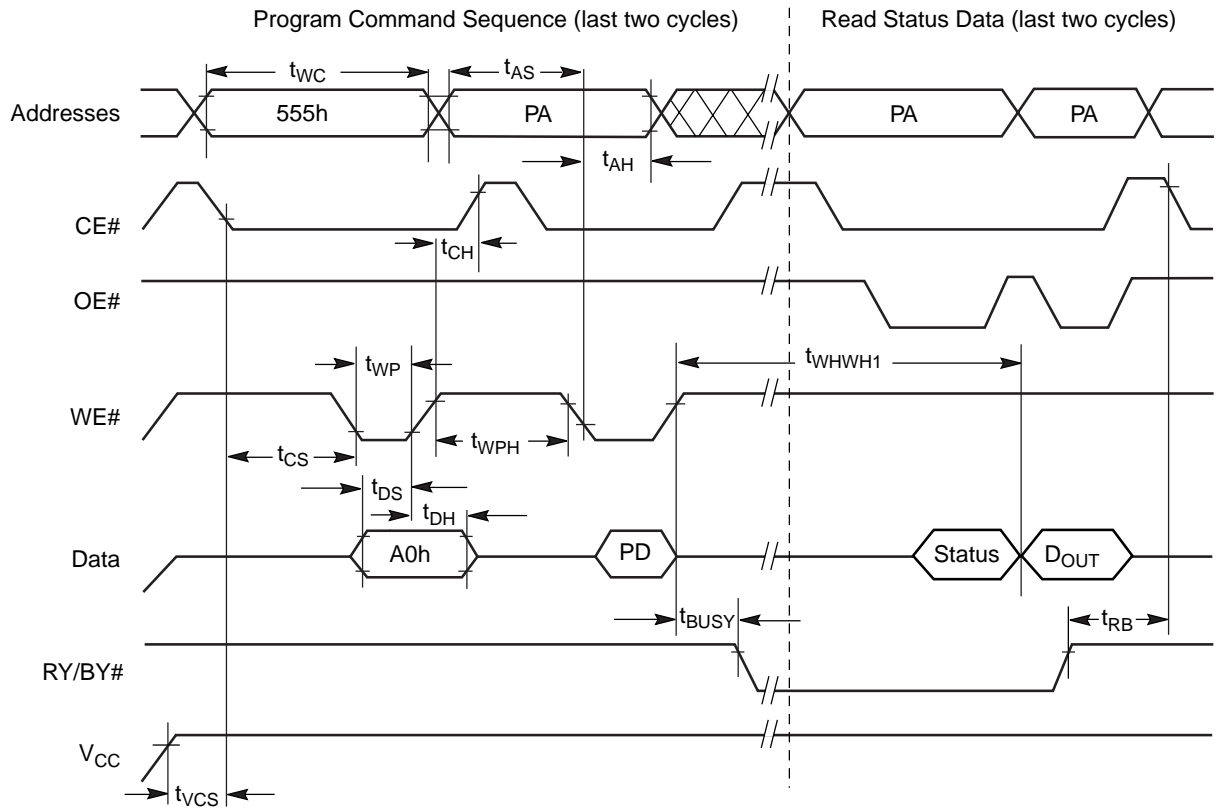 Program Command Sequence (last two cycles)
Read Status Data (last two cycles)
tWC
tAS
Addresses
555h
PA
PA
PA
tAH
CE#
tCH
OE#
tWP
tWHWH1
WE#
tCS
tWPH
tDS
tDH
Data
A0h
PD
Status
DOUT
tBUSY
tRB
RY/BY#
VCC
tVCS